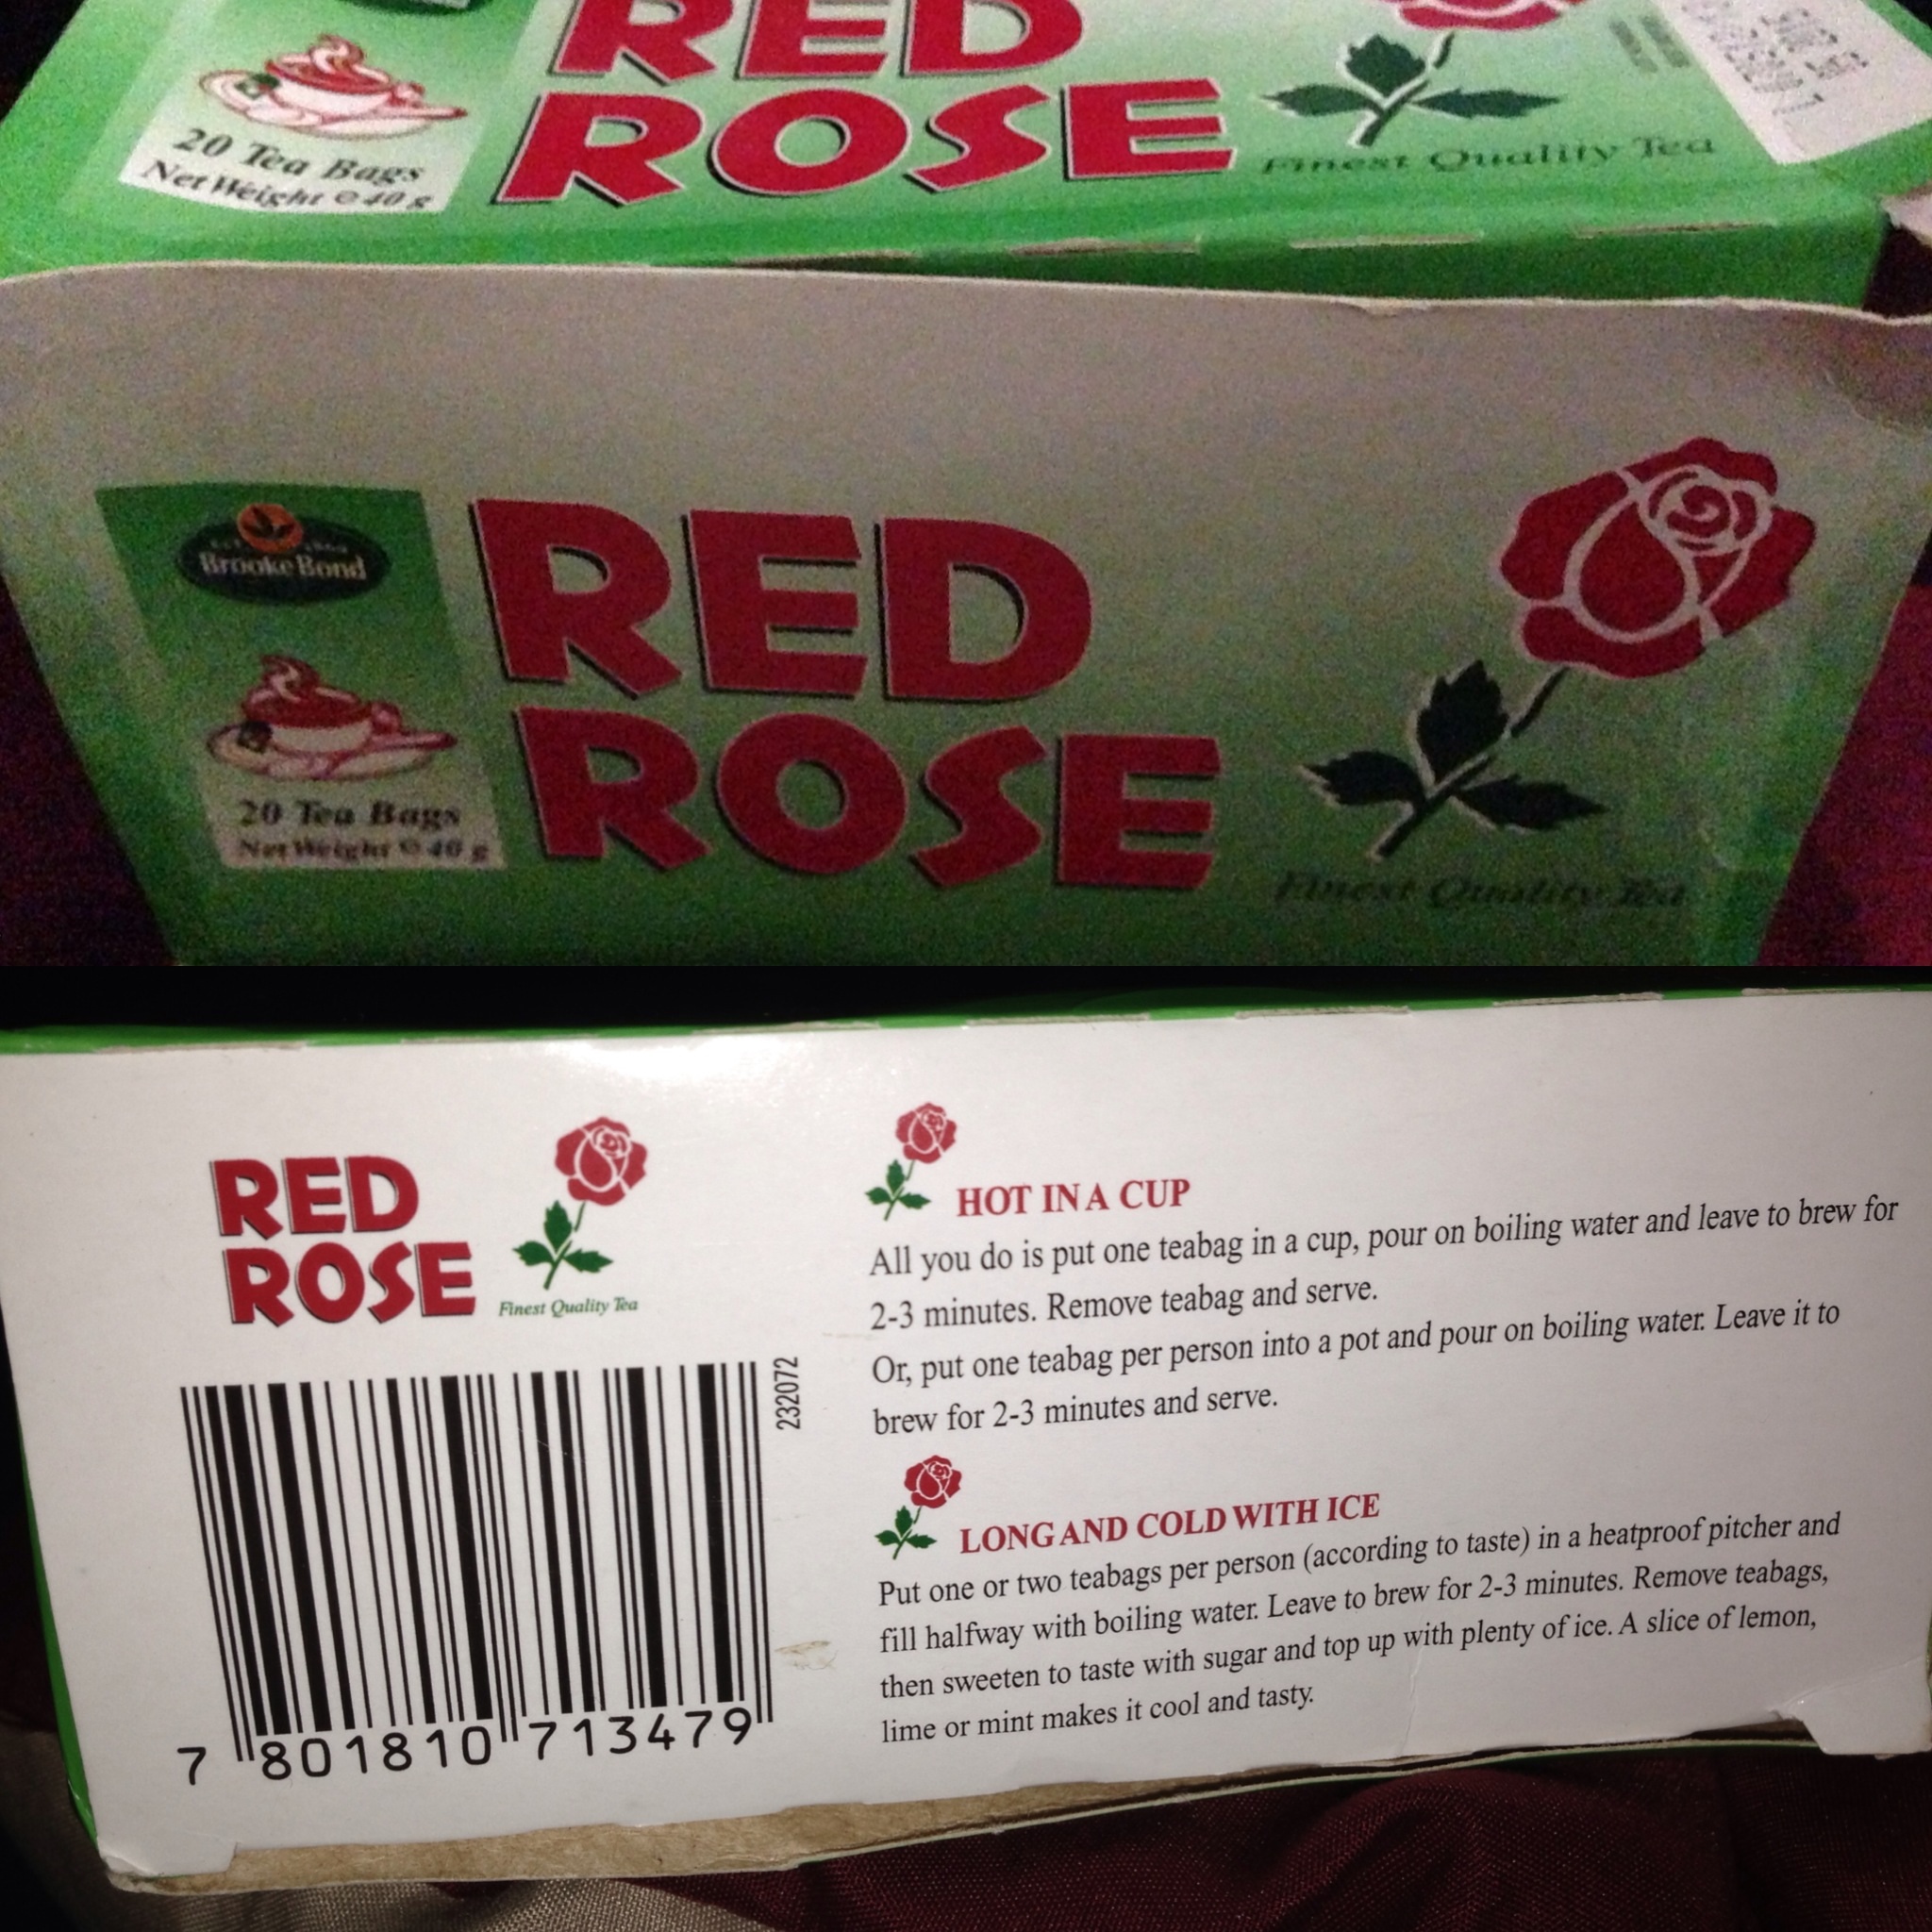 RED
ROSE
20 Tea Bags
Net Weight ℮ 40 g
Finest Quality Tea
Brooke Bond
RED
ROSE
20 Tea Bags
Net Weight ℮ 40 g
Finest Quality Tea
RED
ROSE
Finest Quality Tea
232072
7 801810 713479
HOT IN A CUP
All you do is put one teabag in a cup, pour on boiling water and leave to brew for
2-3 minutes. Remove teabag and serve.
Or, put one teabag per person into a pot and pour on boiling water. Leave it to
brew for 2-3 minutes and serve.
LONG AND COLD WITH ICE
Put one or two teabags per person (according to taste) in a heatproof pitcher and
fill halfway with boiling water. Leave to brew for 2-3 minutes. Remove teabags,
then sweeten to taste with sugar and top up with plenty of ice. A slice of lemon,
lime or mint makes it cool and tasty.